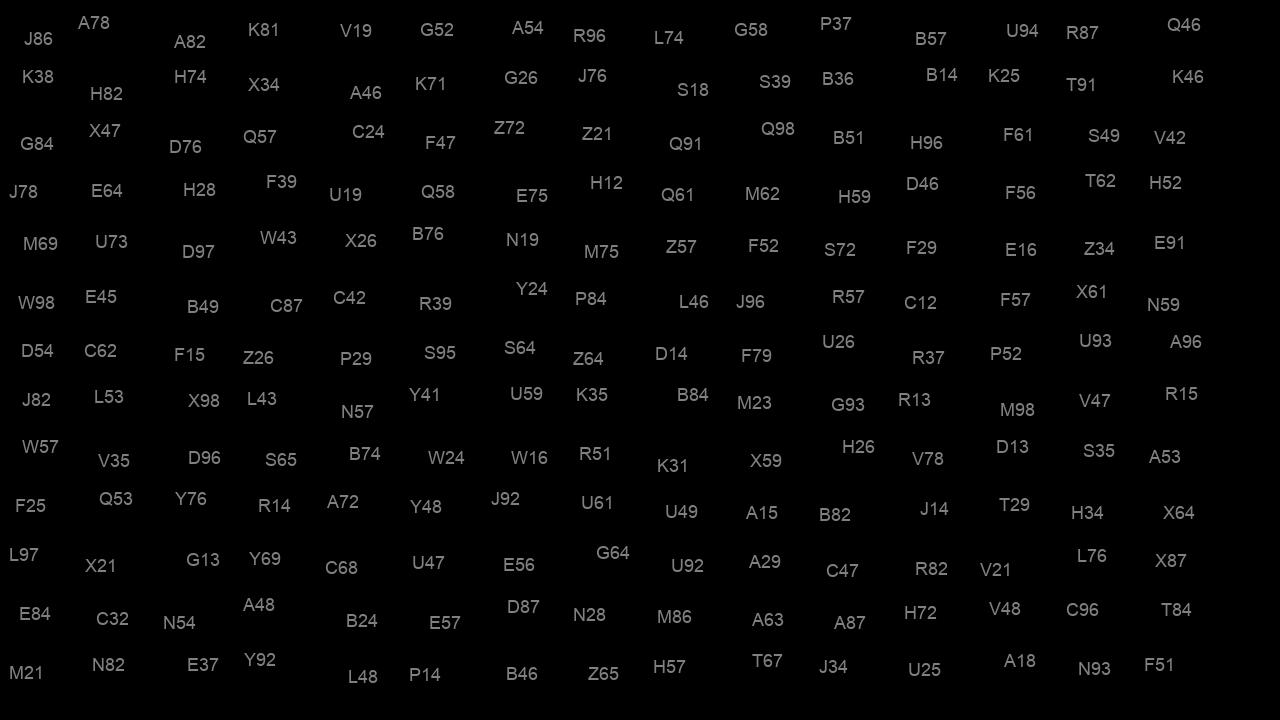 J86 A78 A82 K81 V19 G52 A54 R96 L74 G58 P37 B57 U94 R87 Q46
K38 H82 H74 X34 A46 K71 G26 J76 S18 S39 B36 B14 K25 T91 K46
G84 X47 D76 Q57 C24 F47 Z72 Z21 Q91 Q98 B51 H96 F61 S49 V42
J78 E64 H28 F39 U19 Q58 E75 H12 Q61 M62 H59 D46 F56 T62 H52
M69 U73 D97 W43 X26 B76 N19 M75 Z57 F52 S72 F29 E16 Z34 E91
W98 E45 B49 C87 C42 R39 Y24 P84 L46 J96 R57 C12 F57 X61 N59
D54 C62 F15 Z26 P29 S95 S64 Z64 D14 F79 U26 R37 P52 U93 A96
J82 L53 X98 L43 N57 Y41 U59 K35 B84 M23 G93 R13 M98 V47 R15
W57 V35 D96 S65 B74 W24 W16 R51 K31 X59 H26 V78 D13 S35 A53
F25 Q53 Y76 R14 A72 Y48 J92 U61 U49 A15 B82 J14 T29 H34 X64
L97 X21 G13 Y69 C68 U47 E56 G64 U92 A29 C47 R82 V21 L76 X87
E84 C32 N54 A48 B24 E57 D87 N28 M86 A63 A87 H72 V48 C96 T84
M21 N82 E37 Y92 L48 P14 B46 Z65 H57 T67 J34 U25 A18 N93 F51